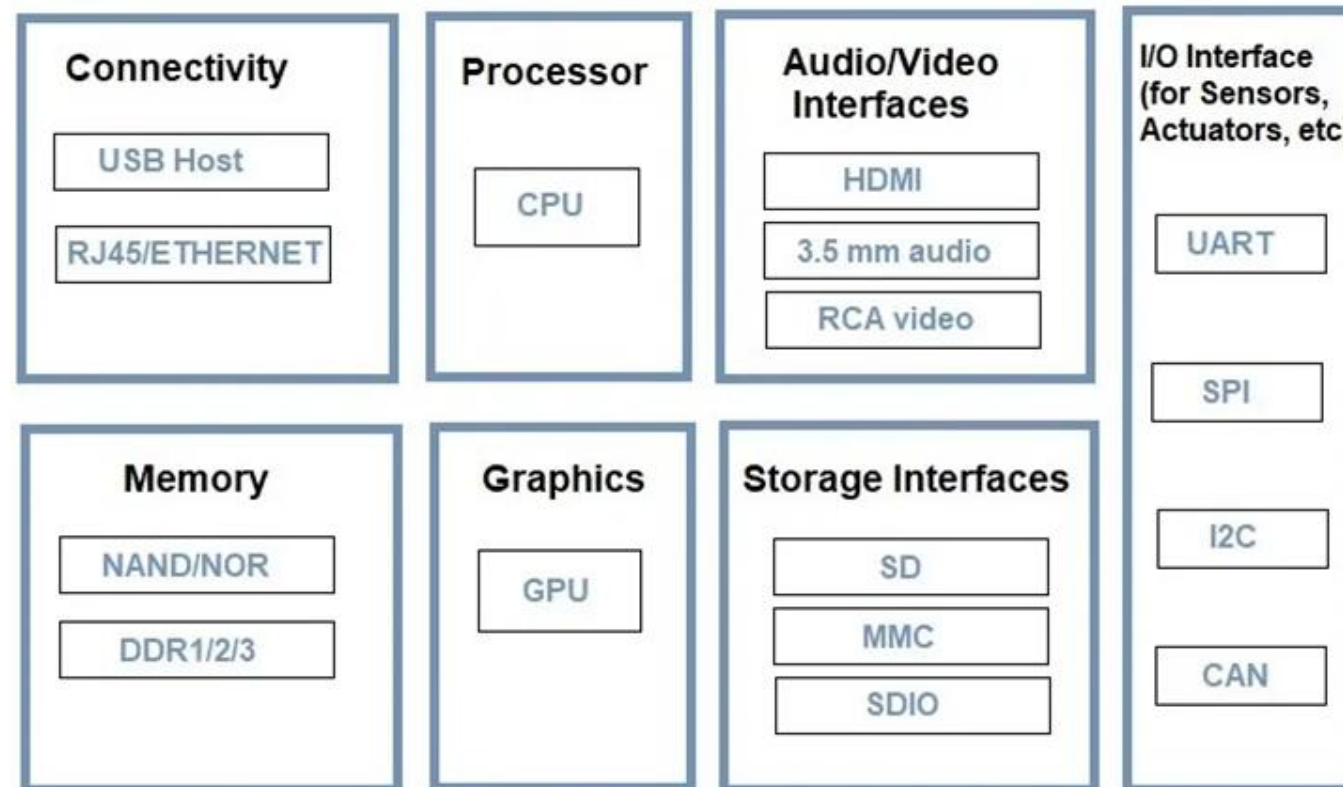 Connectivity
USB Host
RJ45/ETHERNET
Processor
CPU
Audio/Video
Interfaces
HDMI
3.5 mm audio
RCA video
I/O Interface
(for Sensors,
Actuators, etc
UART
SPI
I2C
CAN
Memory
NAND/NOR
DDR1/2/3
Graphics
GPU
Storage Interfaces
SD
MMC
SDIO